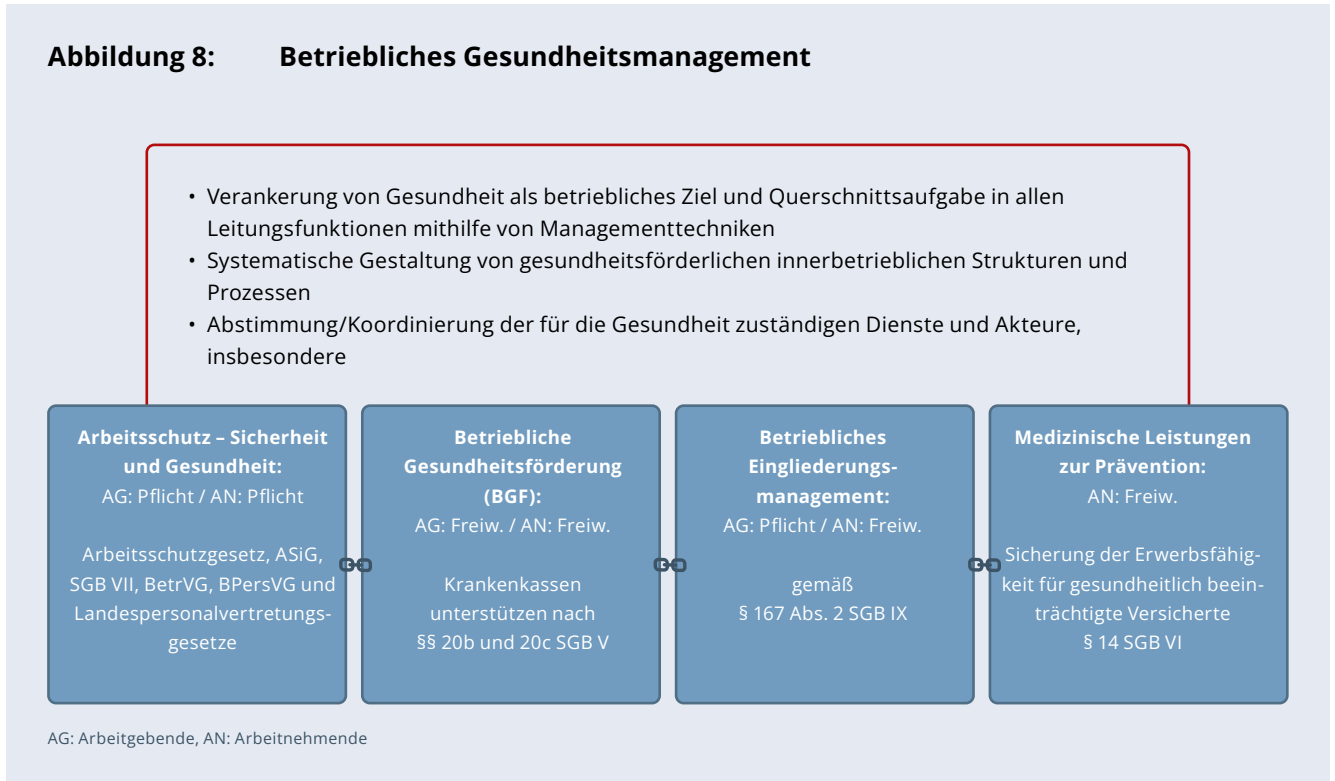 Abbildung 8: Betriebliches Gesundheitsmanagement
• Verankerung von Gesundheit als betriebliches Ziel und Querschnittsaufgabe in allen
Leitungsfunktionen mithilfe von Managementtechniken
• Systematische Gestaltung von gesundheitsförderlichen innerbetrieblichen Strukturen und
Prozessen
• Abstimmung/Koordinierung der für die Gesundheit zuständigen Dienste und Akteure,
insbesondere
Arbeitsschutz – Sicherheit
und Gesundheit:
AG: Pflicht / AN: Pflicht
Arbeitsschutzgesetz, ASiG,
SGB VII, BetrVG, BPersVG und
Landespersonalvertretungs-
gesetze
Betriebliche
Gesundheitsförderung
(BGF):
AG: Freiw. / AN: Freiw.
Krankenkassen
unterstützen nach
§§ 20b und 20c SGB V
Betriebliches
Eingliederungs-
management:
AG: Pflicht / AN: Freiw.
gemäß
§ 167 Abs. 2 SGB IX
Medizinische Leistungen
zur Prävention:
AN: Freiw.
Sicherung der Erwerbsfähig-
keit für gesundheitlich beein-
trächtigte Versicherte
§ 14 SGB VI
AG: Arbeitgebende, AN: Arbeitnehmende